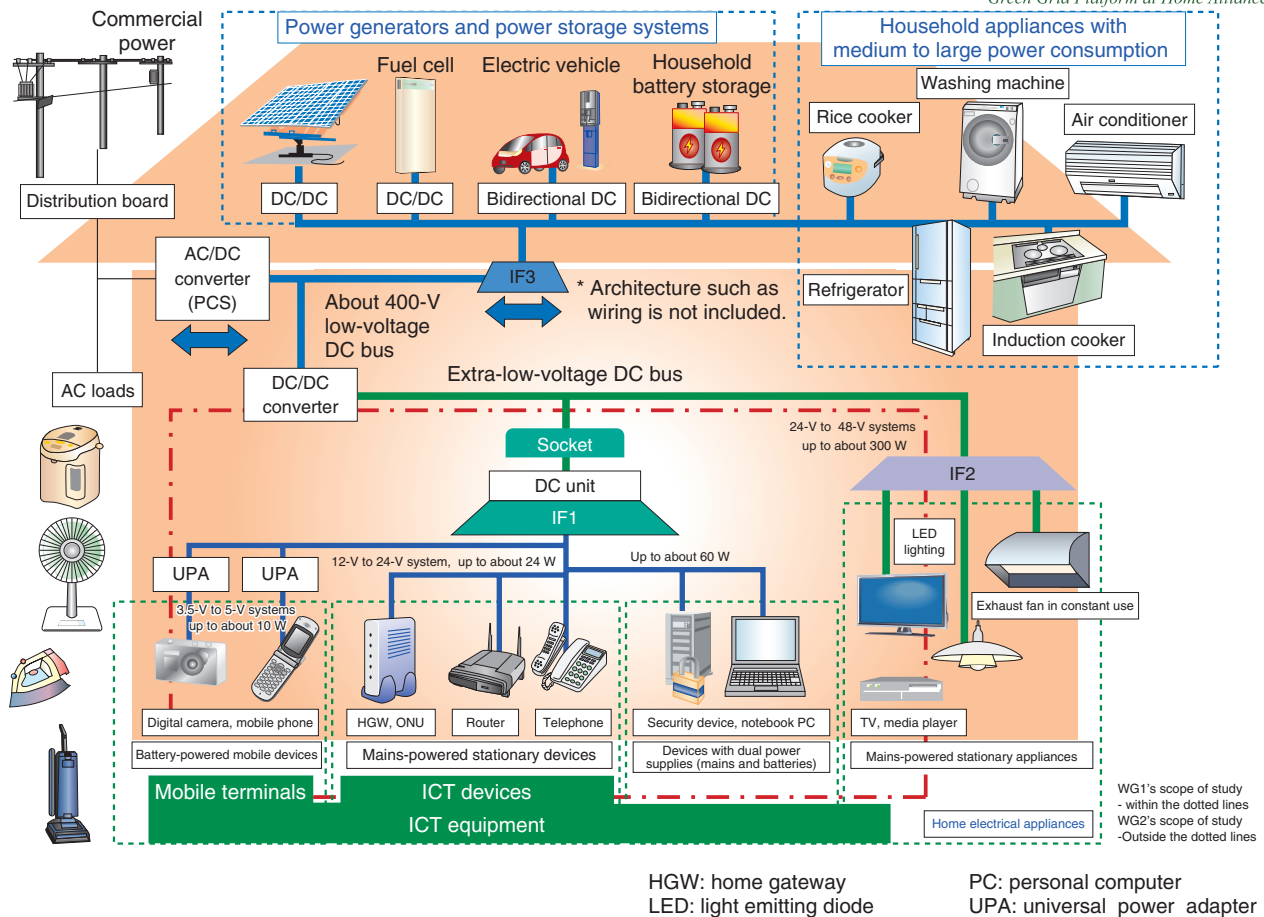 Green Grid Platform at Home Alliance
Commercial
power
Power generators and power storage systems
Household appliances with
medium to large power consumption
Fuel cell
Electric vehicle
Household
battery storage
Washing machine
Rice cooker
Air conditioner
Distribution board
DC/DC
DC/DC
Bidirectional DC
Bidirectional DC
AC/DC
converter
(PCS)
IF3
About 400-V
low-voltage
DC bus
* Architecture such as
wiring is not included.
Refrigerator
Induction cooker
AC loads
DC/DC
converter
Extra-low-voltage DC bus
24-V to 48-V systems
up to about 300 W
Socket
DC unit
IF1
IF2
LED
lighting
UPA
UPA
12-V to 24-V system, up to about 24 W
Up to about 60 W
3.5-V to 5-V systems
up to about 10 W
Exhaust fan in constant use
Digital camera, mobile phone
HGW, ONU
Router
Telephone
Security device, notebook PC
TV, media player
Battery-powered mobile devices
Mains-powered stationary devices
Devices with dual power
supplies (mains and batteries)
Mains-powered stationary appliances
Mobile terminals
ICT devices
ICT equipment
Home electrical appliances
WG1's scope of study
- within the dotted lines
WG2's scope of study
-Outside the dotted lines
HGW: home gateway
LED: light emitting diode
PC: personal computer
UPA: universal power adapter